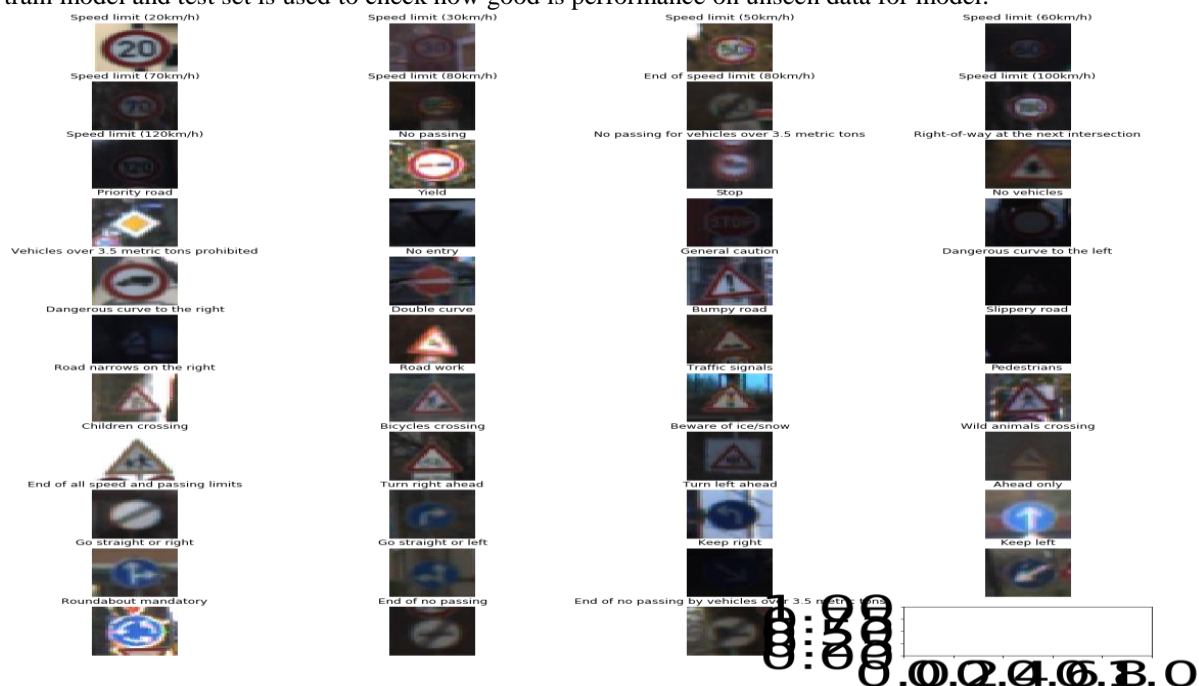 train model and test set is used to check how good is performance on unseen data for model.
Speed limit (20km/h) Speed limit (30km/h) Speed limit (50km/h) Speed limit (60km/h)
20 30 50 60
Speed limit (70km/h) Speed limit (80km/h) End of speed limit (80km/h) Speed limit (100km/h)
70 80 100
Speed limit (120km/h) No passing No passing for vehicles over 3.5 metric tons Right-of-way at the next intersection
120
Priority road Yield Stop No vehicles
STOP
Vehicles over 3.5 metric tons prohibited No entry General caution Dangerous curve to the left
Dangerous curve to the right Double curve Bumpy road Slippery road
Road narrows on the right Road work Traffic signals Pedestrians
Children crossing Bicycles crossing Beware of ice/snow Wild animals crossing
End of all speed and passing limits Turn right ahead Turn left ahead Ahead only
Go straight or right Go straight or left Keep right Keep left
Roundabout mandatory End of no passing End of no passing by vehicles over 3.5 metric tons